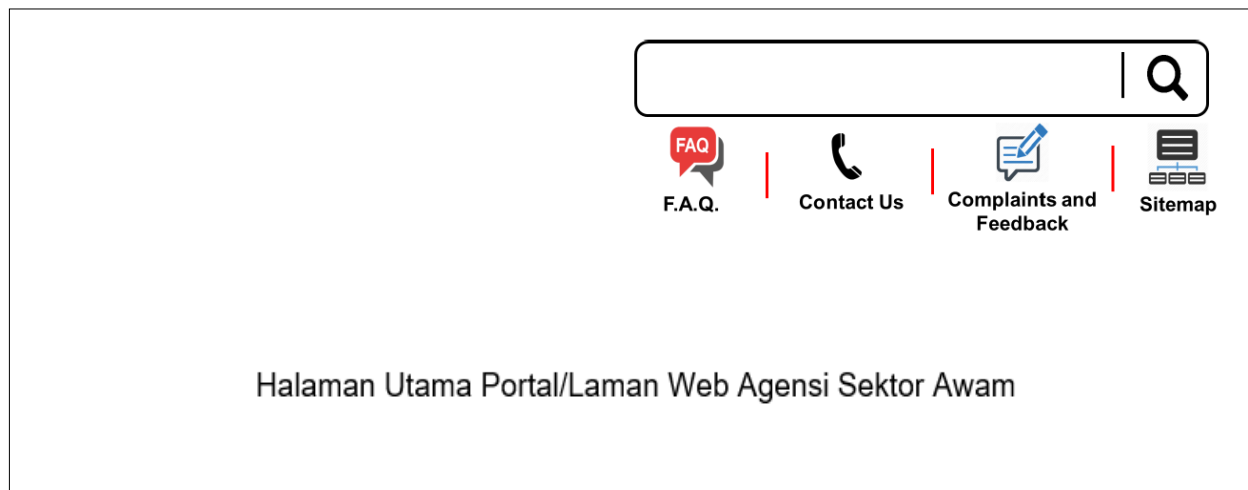 FAQ
F.A.Q.
Contact Us
Complaints and
Feedback
Sitemap
Halaman Utama Portal/Laman Web Agensi Sektor Awam